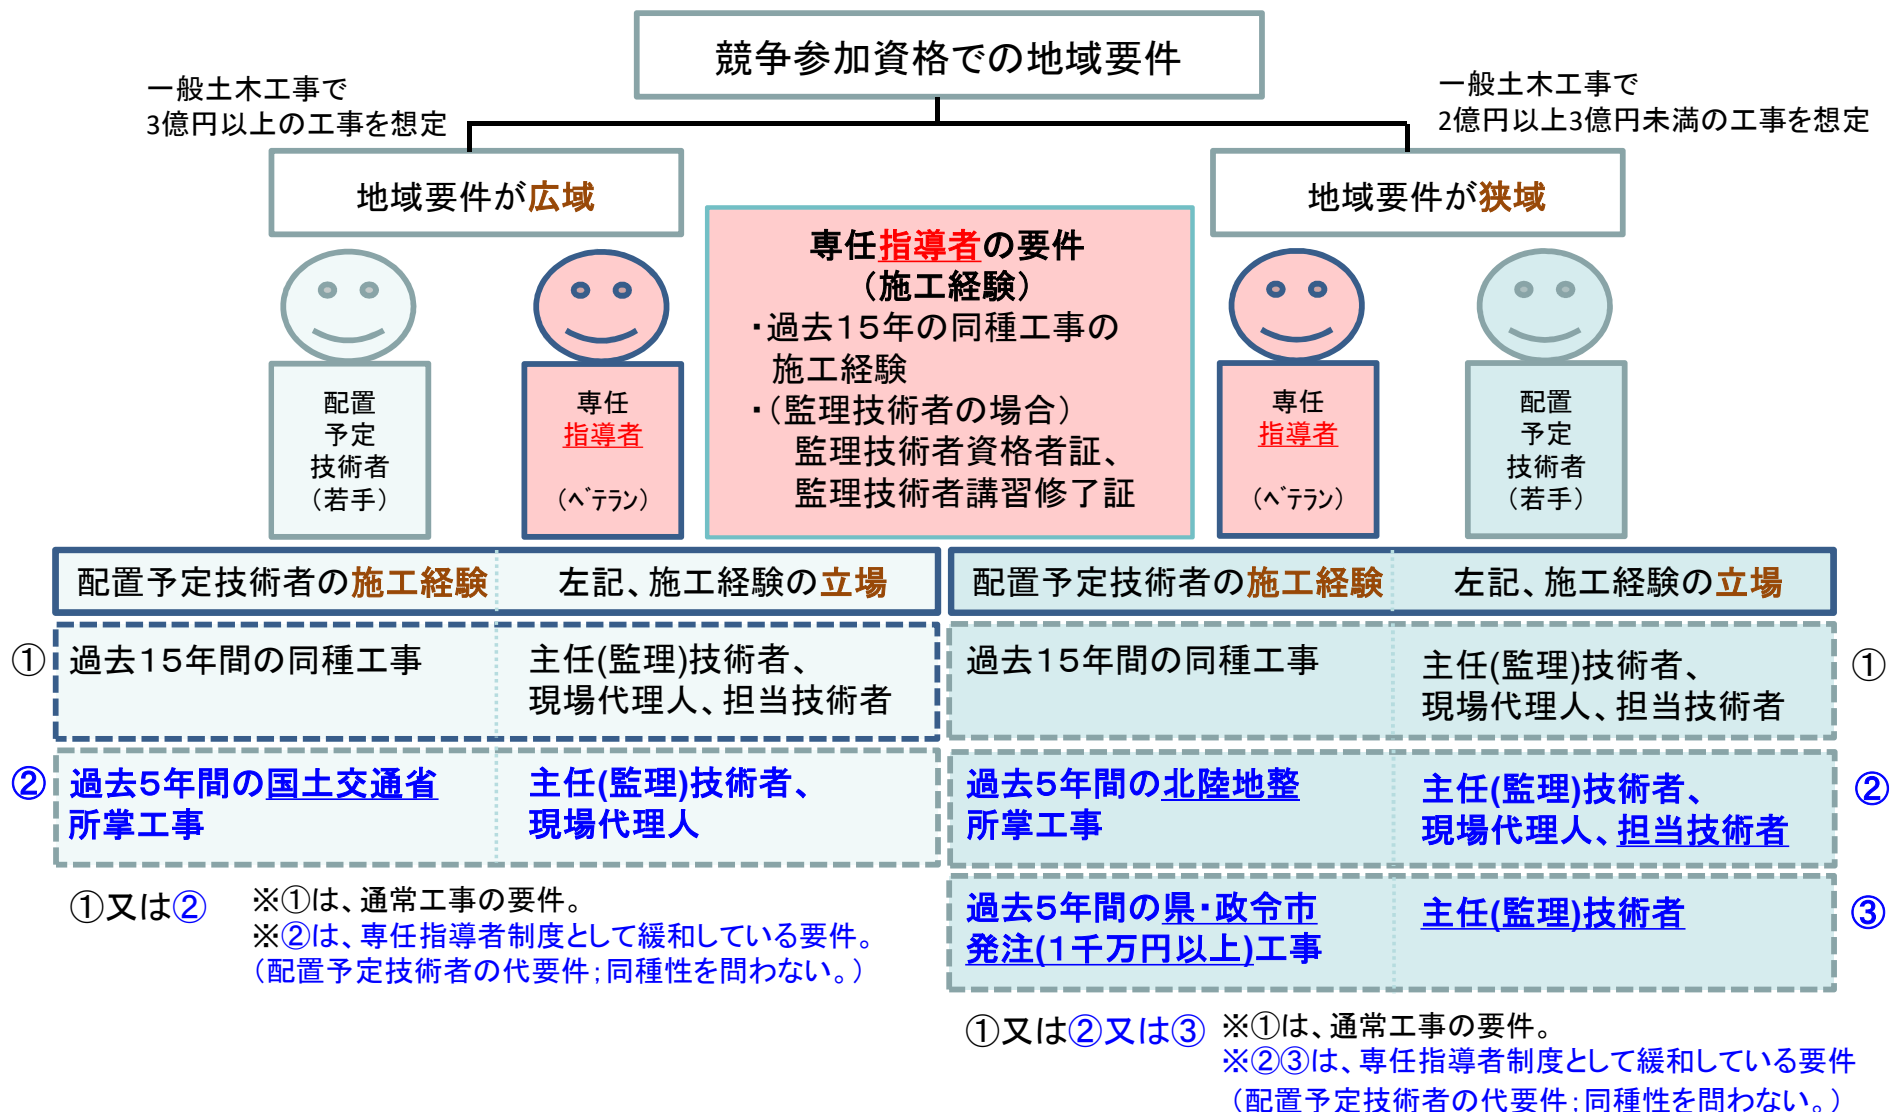 競争参加資格での地域要件
一般土木工事で
3億円以上の工事を想定
一般土木工事で
2億円以上3億円未満の工事を想定
地域要件が広域
地域要件が狭域
配置
予定
技術者
（若手）
専任
指導者
（ﾍﾞﾃﾗﾝ）
専任指導者の要件
（施工経験）
・過去１５年の同種工事の
施工経験
・（監理技術者の場合）
監理技術者資格者証、
監理技術者講習修了証
専任
指導者
（ﾍﾞﾃﾗﾝ）
配置
予定
技術者
（若手）
配置予定技術者の施工経験 左記、施工経験の立場
① 過去１５年間の同種工事 主任(監理)技術者、
現場代理人、担当技術者
② 過去５年間の国土交通省 主任(監理)技術者、
所掌工事 現場代理人
①又は②
※①は、通常工事の要件。
※②は、専任指導者制度として緩和している要件。
（配置予定技術者の代要件；同種性を問わない。）
配置予定技術者の施工経験 左記、施工経験の立場
過去１５年間の同種工事 主任(監理)技術者、 ①
現場代理人、担当技術者
過去５年間の北陸地整 主任(監理)技術者、 ②
所掌工事 現場代理人、担当技術者
過去５年間の県・政令市 主任(監理)技術者 ③
発注(１千万円以上)工事
①又は②又は③
※①は、通常工事の要件。
※②③は、専任指導者制度として緩和している要件
（配置予定技術者の代要件；同種性を問わない。）